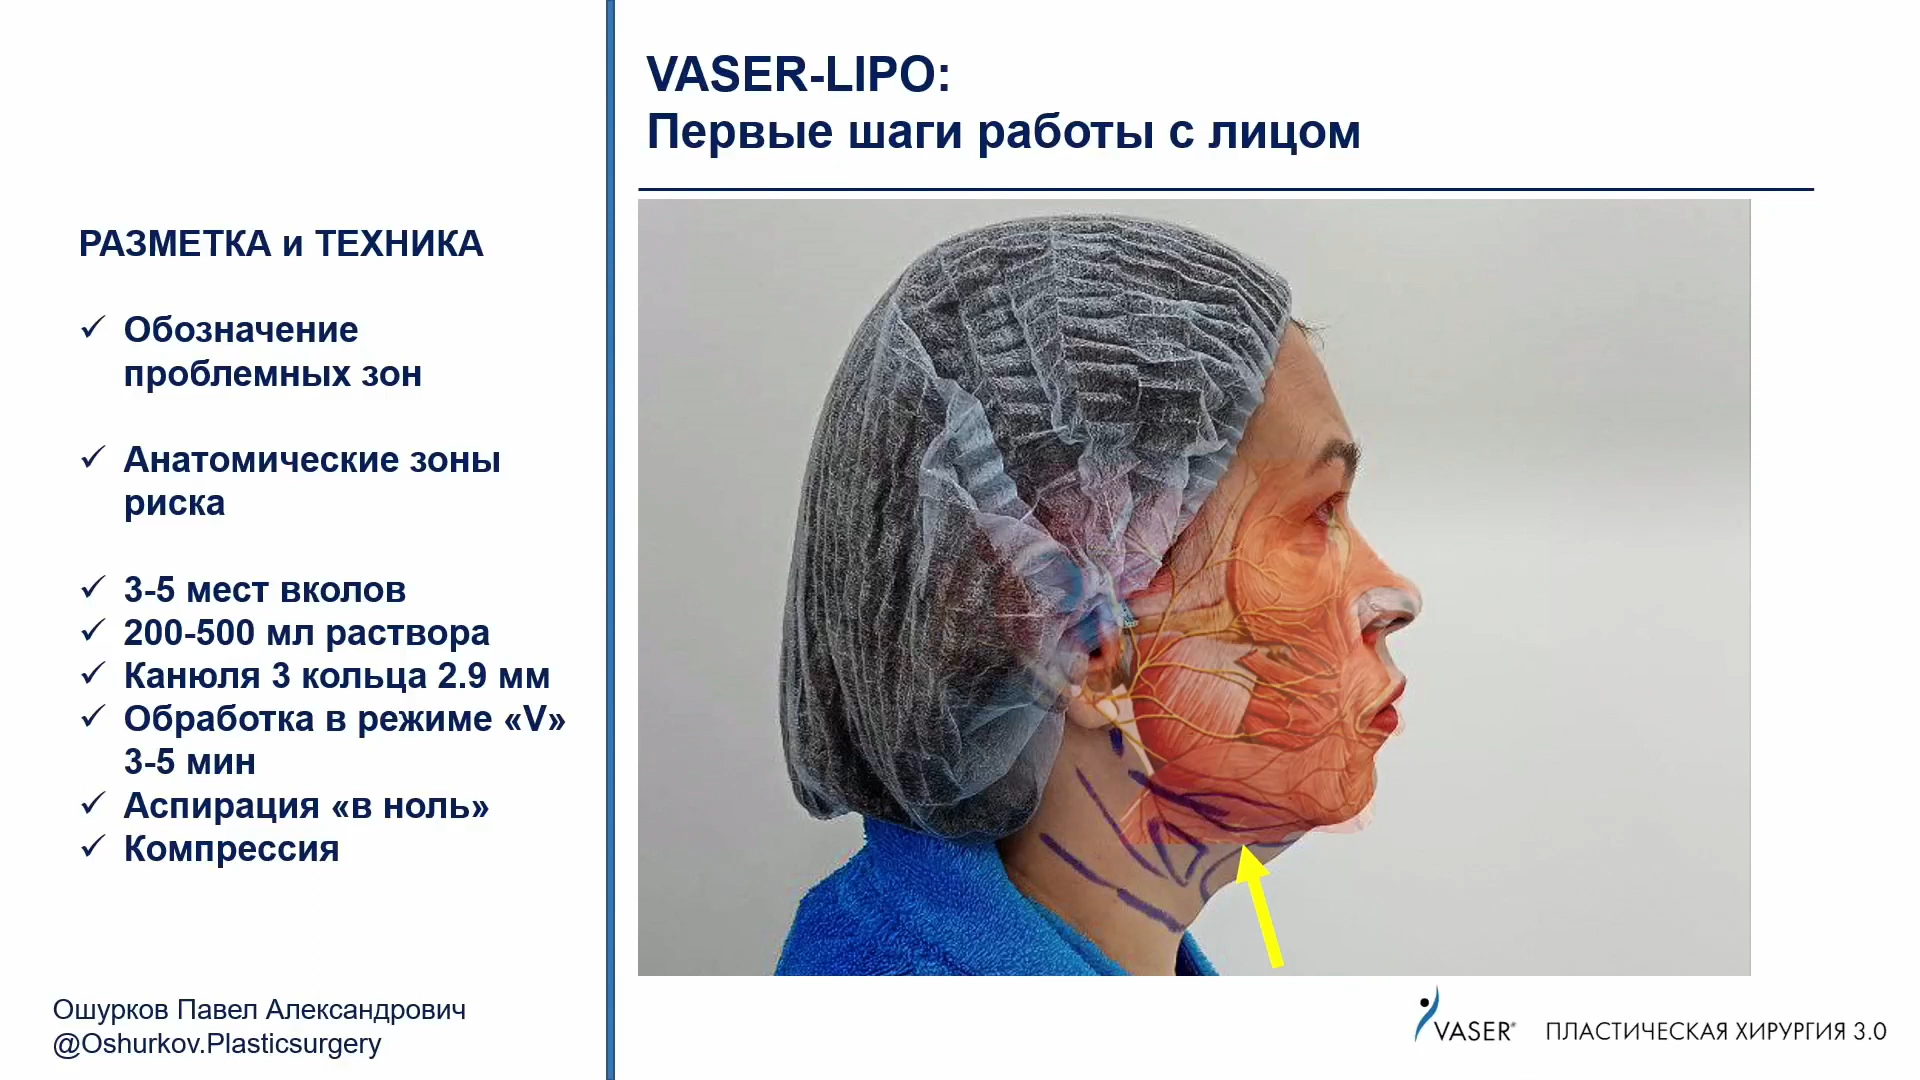 VASER-LIPO:
Первые шаги работы с лицом
РАЗМЕТКА и ТЕХНИКА
✓ Обозначение
проблемных зон
✓ Анатомические зоны
риска
✓ 3-5 мест вколов
✓ 200-500 мл раствора
✓ Канюля 3 кольца 2.9 мм
✓ Обработка в режиме «V»
3-5 мин
✓ Аспирация «в ноль»
✓ Компрессия
Ошурков Павел Александрович
@Oshurkov.Plasticsurgery
VASER® ПЛАСТИЧЕСКАЯ ХИРУРГИЯ 3.0